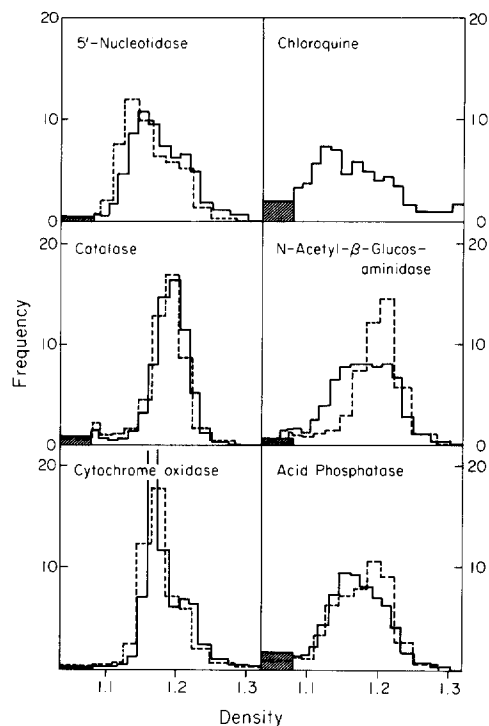 20
5'-Nucleotidase
Chloroquine
20
10
10
0
0
20
Catalase
N-Acetyl-β-Glucos-
aminidase
20
10
10
0
0
20
Cytochrome oxidase
Acid Phosphatase
20
10
10
Frequency
1.1
1.2
1.3
1.1
1.2
1.3
Density